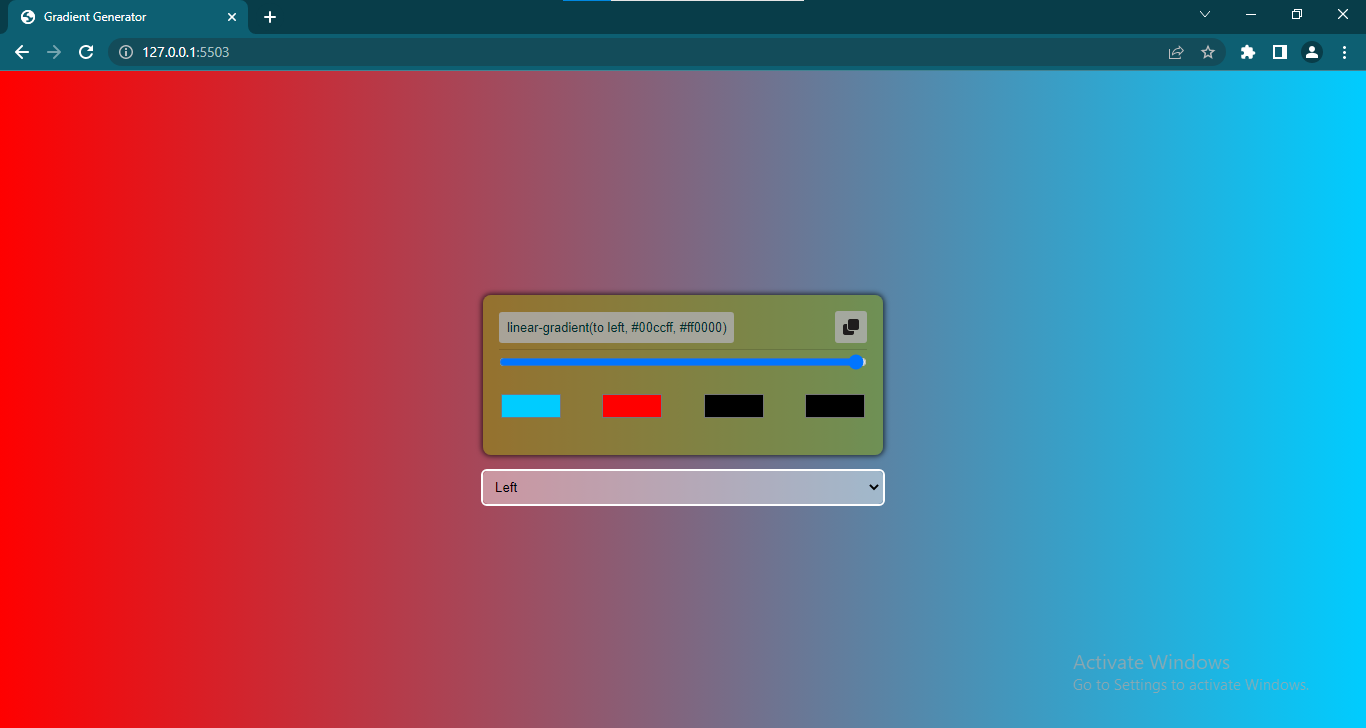 Gradient Generator
127.0.0.1:5503
linear-gradient(to left, #00ccff, #ff0000)
Left
Activate Windows
Go to Settings to activate Windows.